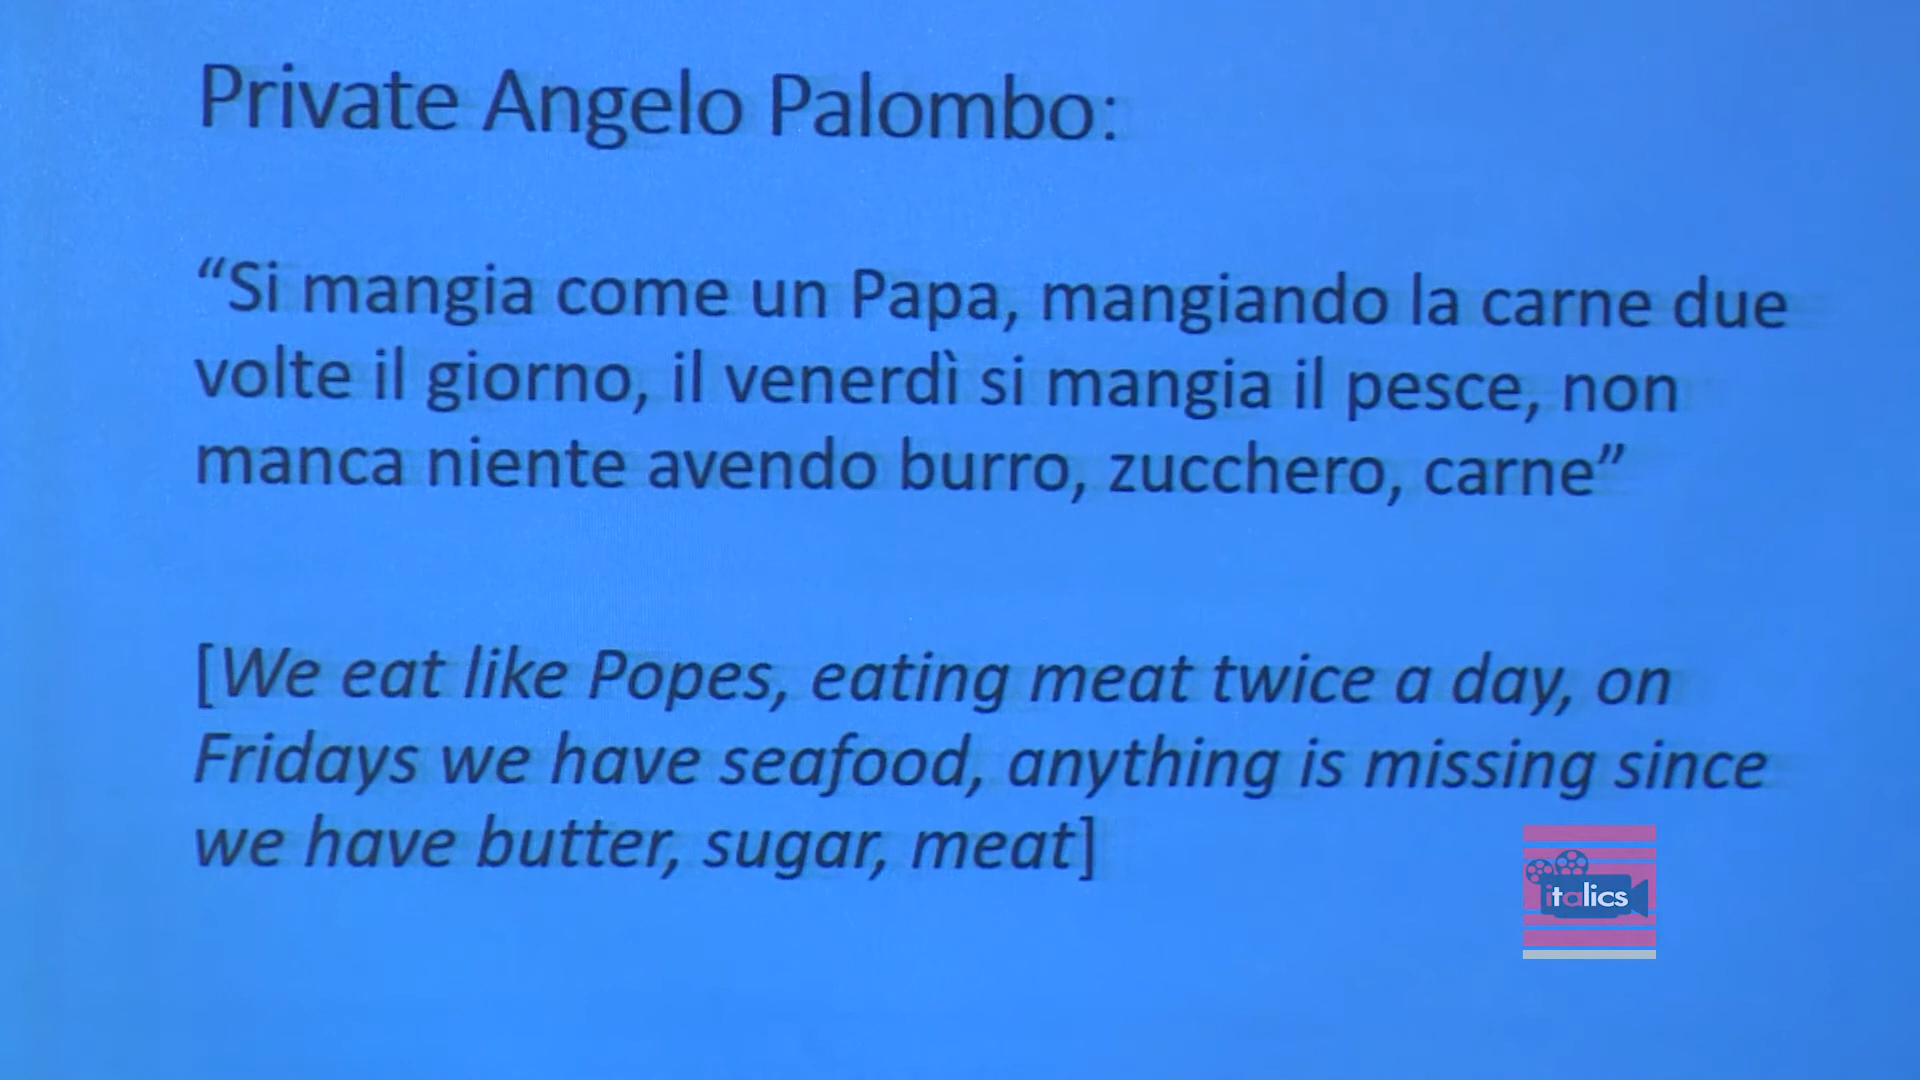 Private Angelo Palombo:
“Si mangia come un Papa, mangiando la carne due
volte il giorno, il venerdì si mangia il pesce, non
manca niente avendo burro, zucchero, carne”
[We eat like Popes, eating meat twice a day, on
Fridays we have seafood, anything is missing since
we have butter, sugar, meat]
italics